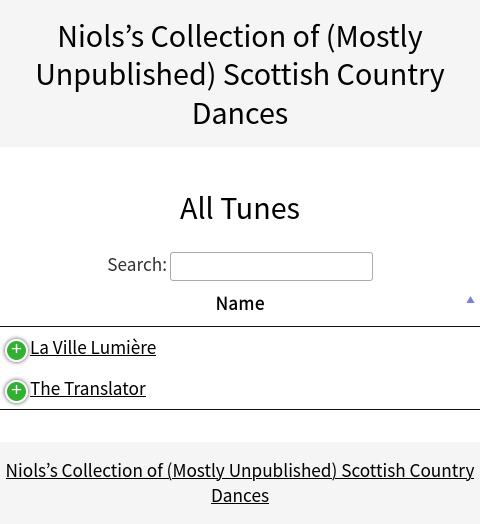 Niols’s Collection of (Mostly
Unpublished) Scottish Country
Dances
All Tunes
Search:
Name
La Ville Lumière
The Translator
Niols’s Collection of (Mostly Unpublished) Scottish Country
Dances